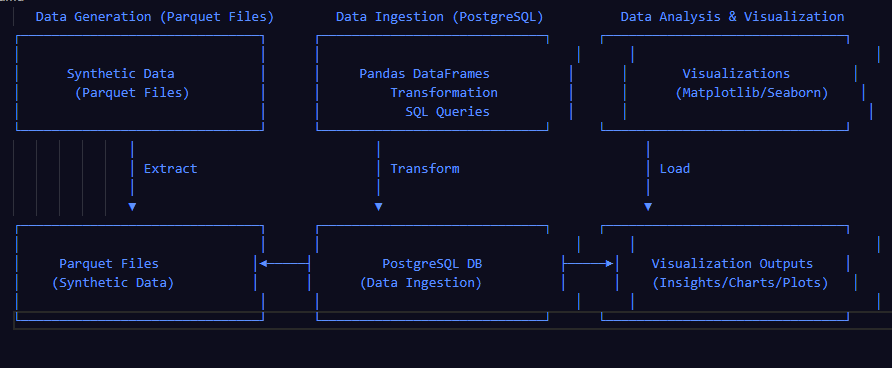 Data Generation (Parquet Files) Data Ingestion (PostgreSQL) Data Analysis & Visualization
Synthetic Data Pandas DataFrames Visualizations
(Parquet Files) Transformation (Matplotlib/Seaborn)
SQL Queries
Extract Transform Load
Parquet Files PostgreSQL DB Visualization Outputs
(Synthetic Data) (Data Ingestion) (Insights/Charts/Plots)